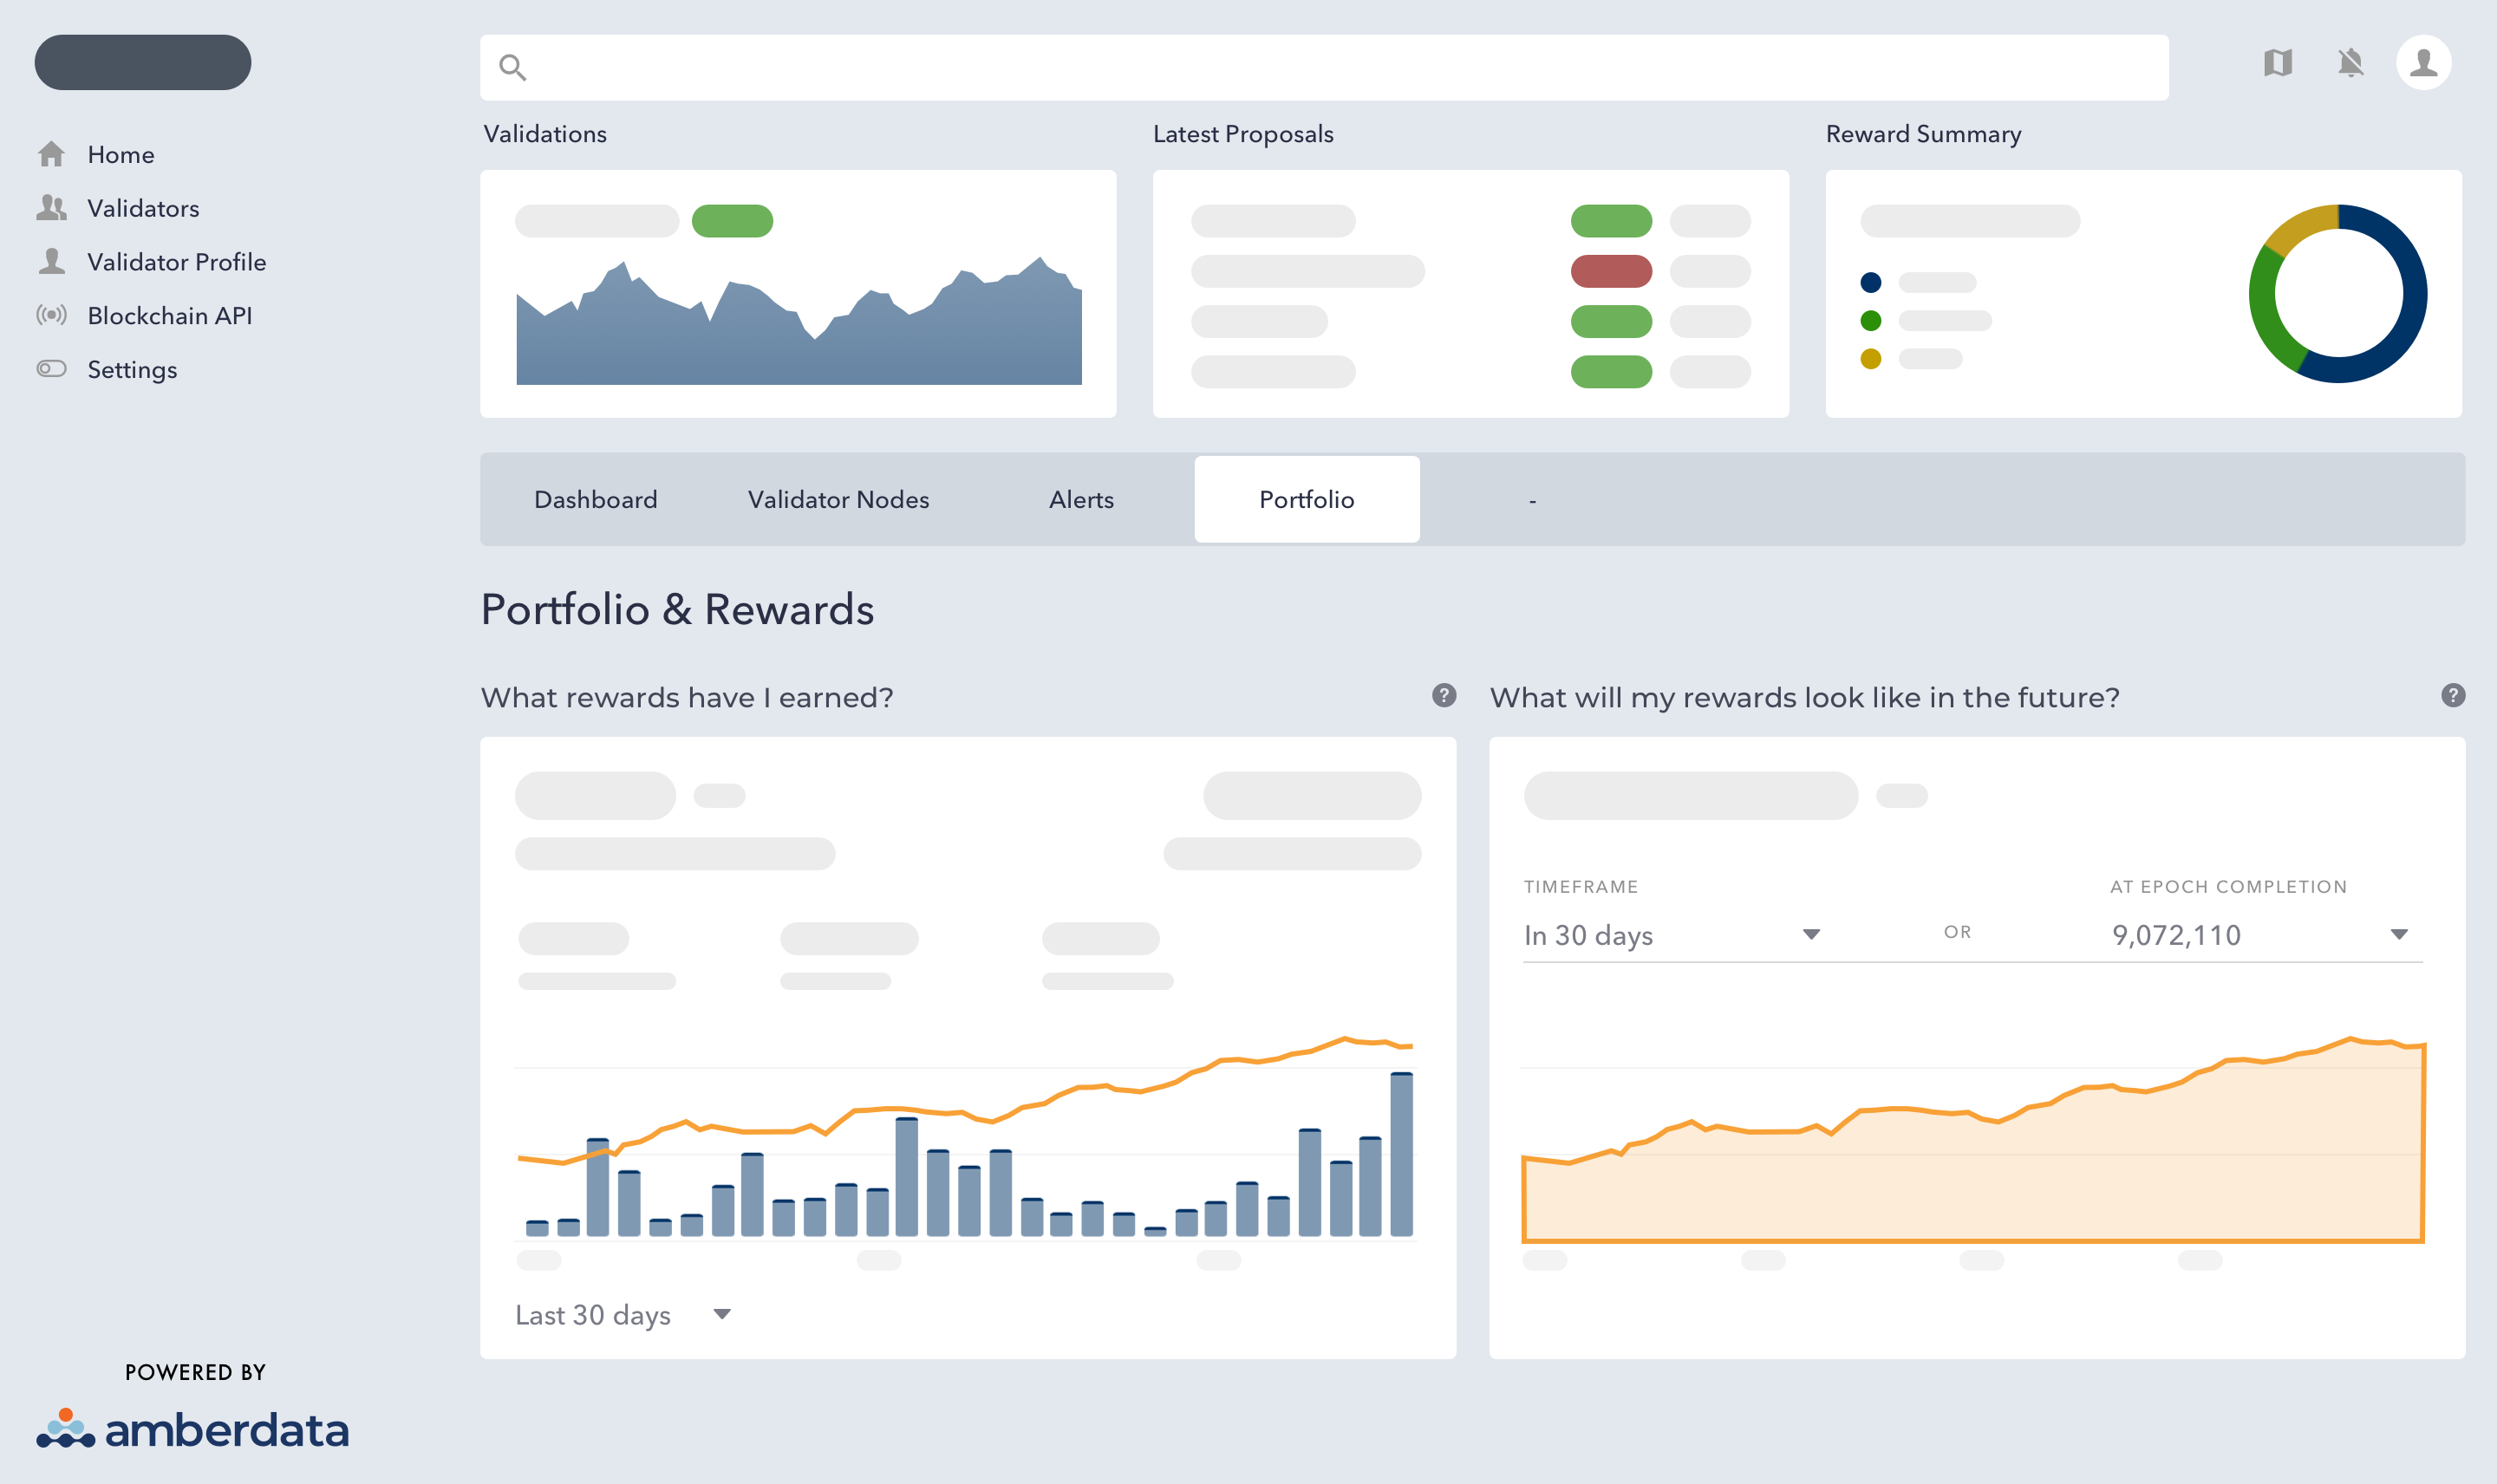 Home
Validators
Validator Profile
Blockchain API
Settings
POWERED BY
amberdata
Validations
Latest Proposals
Reward Summary
Dashboard
Validator Nodes
Alerts
Portfolio
-
Portfolio & Rewards
What rewards have I earned?
?
What will my rewards look like in the future?
?
TIMEFRAME
AT EPOCH COMPLETION
In 30 days
OR
9,072,110
Last 30 days